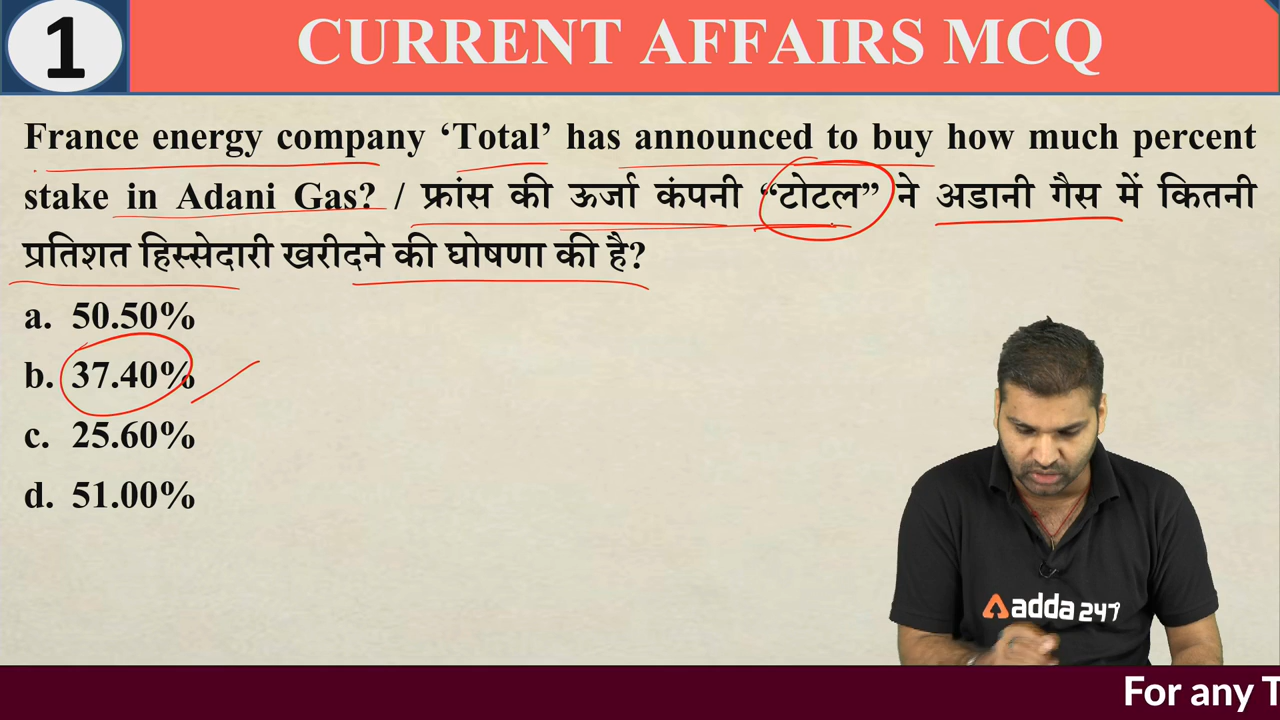 1
CURRENT AFFAIRS MCQ
France energy company ‘Total’ has announced to buy how much percent
stake in Adani Gas? / फ्रांस की ऊर्जा कंपनी “टोटल” ने अडानी गैस में कितनी
प्रतिशत हिस्सेदारी खरीदने की घोषणा की है?
a. 50.50%
b. 37.40%
c. 25.60%
d. 51.00%
adda 247
For any T